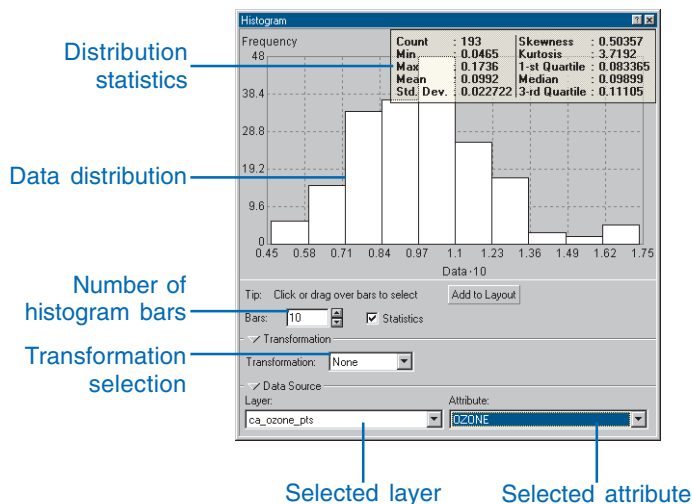 Histogram
Distribution
statistics
Data distribution
Number of
histogram bars
Transformation
selection
Selected layer
Selected attribute
Frequency
Count : 193 Skewness : 0.50357
Min : 0.0465 Kurtosis : 3.7192
Max : 0.1736 1-st Quartile : 0.083365
Mean : 0.0992 Median : 0.09899
Std. Dev. : 0.022722 3-rd Quartile : 0.11105
48
38.4
28.8
19.2
9.6
0
0.45 0.58 0.71 0.84 0.97 1.1 1.23 1.36 1.49 1.62 1.75
Data·10
Tip: Click or drag over bars to select Add to Layout
Bars: 10 Statistics
Transformation
Transformation: None
Data Source
Layer: Attribute:
ca_ozone_pts OZONE